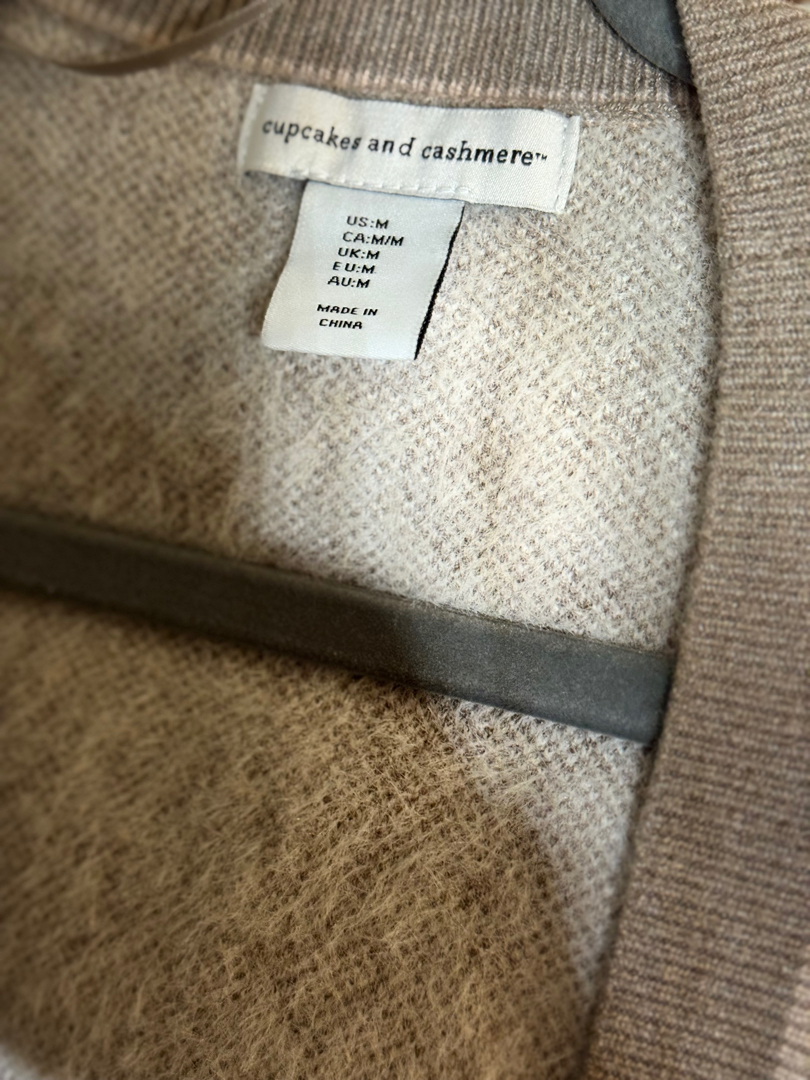 cupcakes and cashmere™
US:M
CA:M/M
UK:M
EU:M
AU:M
MADE IN
CHINA